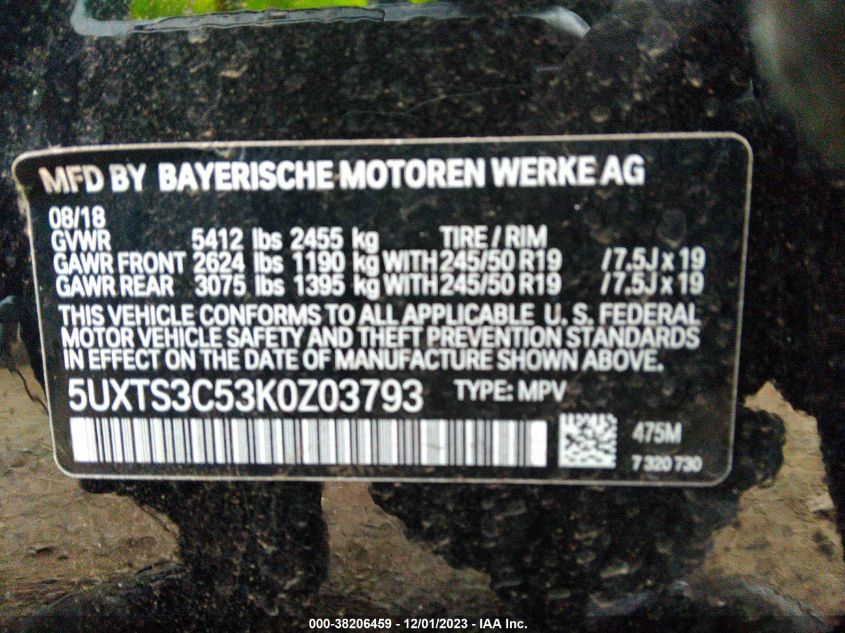 MFD BY BAYERISCHE MOTOREN WERKE AG
08/18
GVWR 5412 lbs 2455 kg TIRE / RIM
GAWR FRONT 2624 lbs 1190 kg WITH 245/50 R19 /7.5J x 19
GAWR REAR 3075 lbs 1395 kg WITH 245/50 R19 /7.5J x 19
THIS VEHICLE CONFORMS TO ALL APPLICABLE U. S. FEDERAL
MOTOR VEHICLE SAFETY AND THEFT PREVENTION STANDARDS
IN EFFECT ON THE DATE OF MANUFACTURE SHOWN ABOVE.
5UXTS3C53K0Z03793 TYPE: MPV
475M
7 320 730
000-38206459 - 12/01/2023 - IAA Inc.